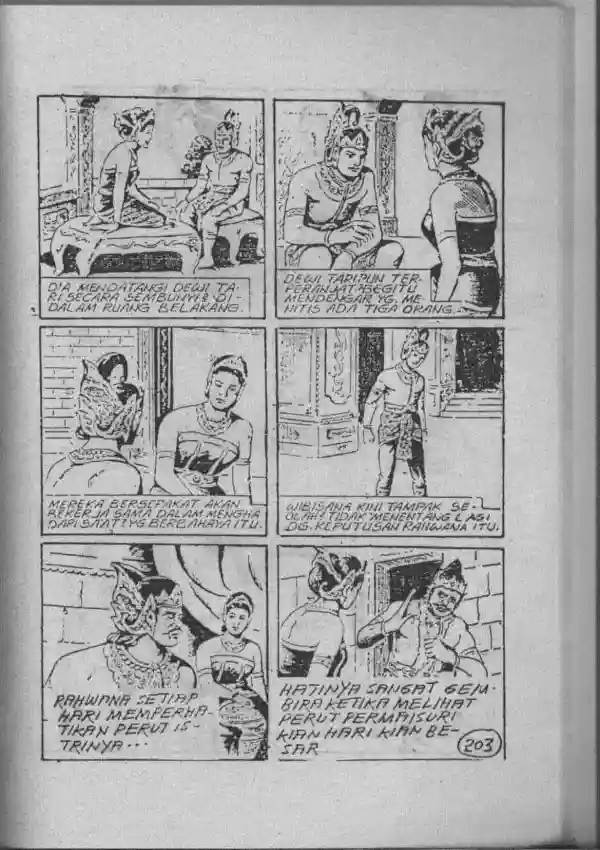 DIA MENDATANGI DEWI TA-
RI SECARA SEMBUNYI2 DI-
DALAM RUANG BELAKANG.
DEWI TARIPUN TER-
PERANJAT2 BEGITU
MENDENGAR YG. ME-
NITIS ADA TIGA ORANG.
MEREKA BERSEPAKAT AKAN
BEKERJA SAMA DALAM MENGHA
DAPI SAAT2 YG BERBAHAYA ITU.
WIBISANA KINI TAMPAK SE-
OLAH2 TIDAK MENENTANG LAGI
DG. KEPUTUSAN RAHWANA ITU.
RAHWANA SETIAP
HARI MEMPERHA-
TIKAN PERUT IS-
TRINYA...
HATINYA SANGAT GEM-
BIRA KETIKA MELIHAT
PERUT PERMAISURI
KIAN HARI KIAN BE-
SAR
203